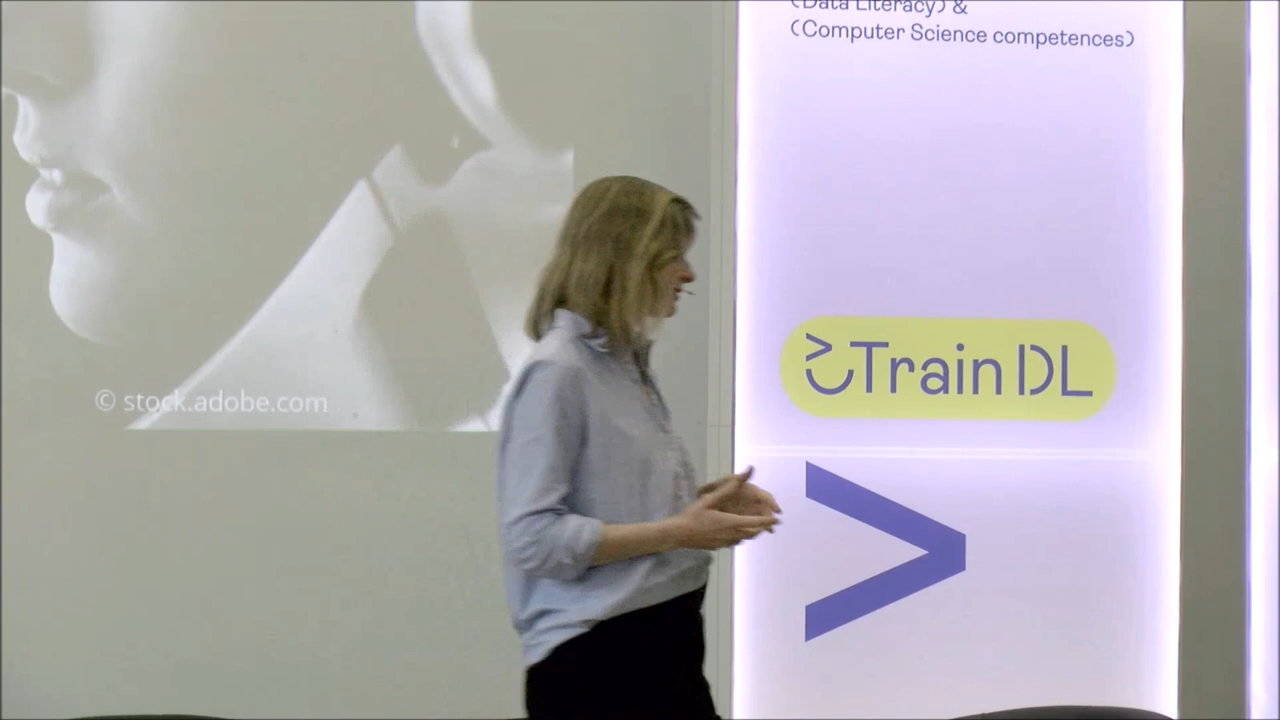 (Data Literacy) &
(Computer Science competences)
Train DL
© stock.adobe.com